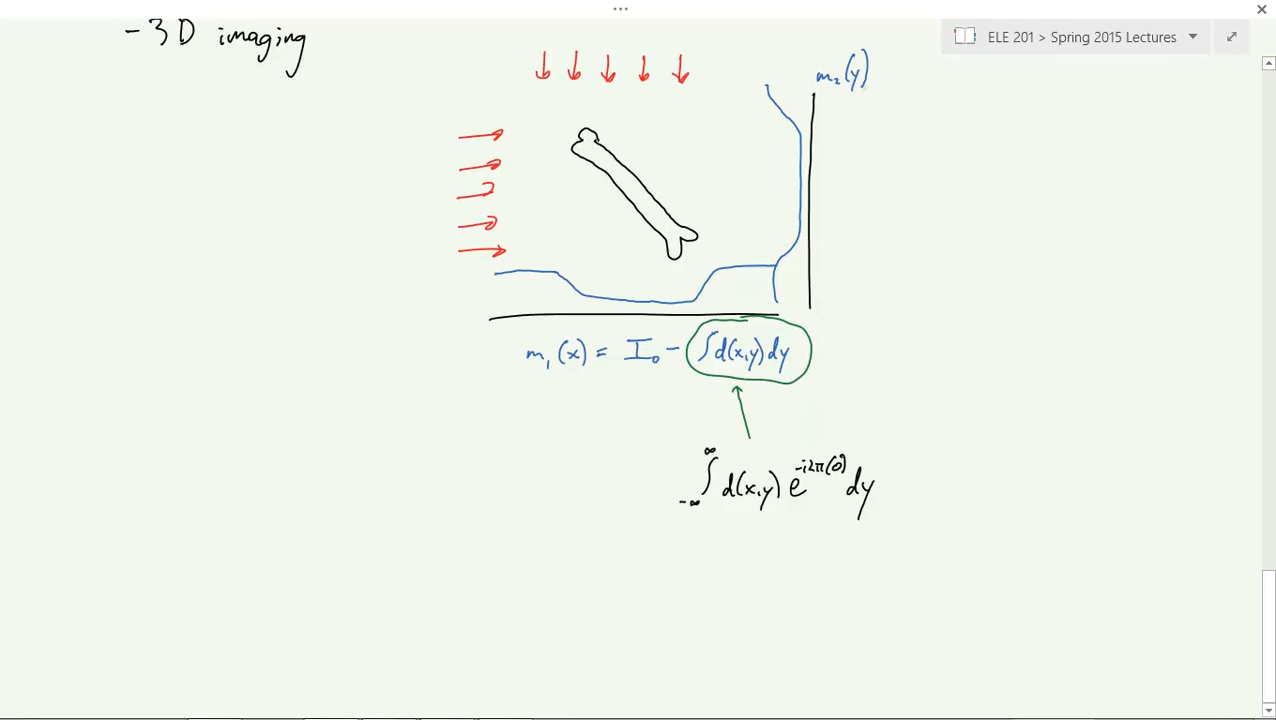 - 3D imaging
ELE 201 > Spring 2015 Lectures
m₂(y)
m₁(x) = I₀ - ∫d(x,y)dy
∫_{-∞}^{∞} d(x,y) e^{-i2π(0)} dy